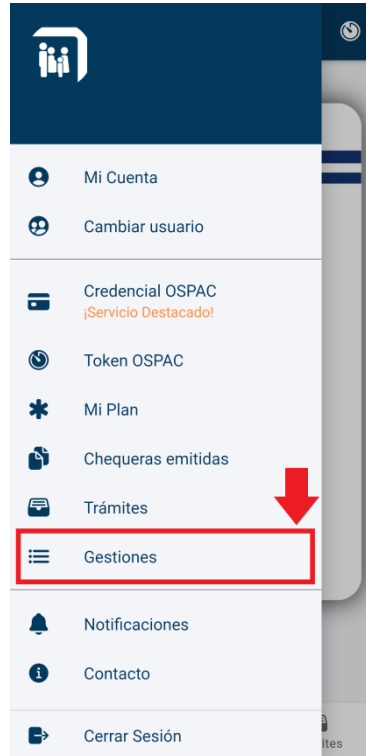 Mi Cuenta
Cambiar usuario
Credencial OSPAC
¡Servicio Destacado!
Token OSPAC
Mi Plan
Chequeras emitidas
Trámites
Gestiones
Notificaciones
Contacto
Cerrar Sesión
ites